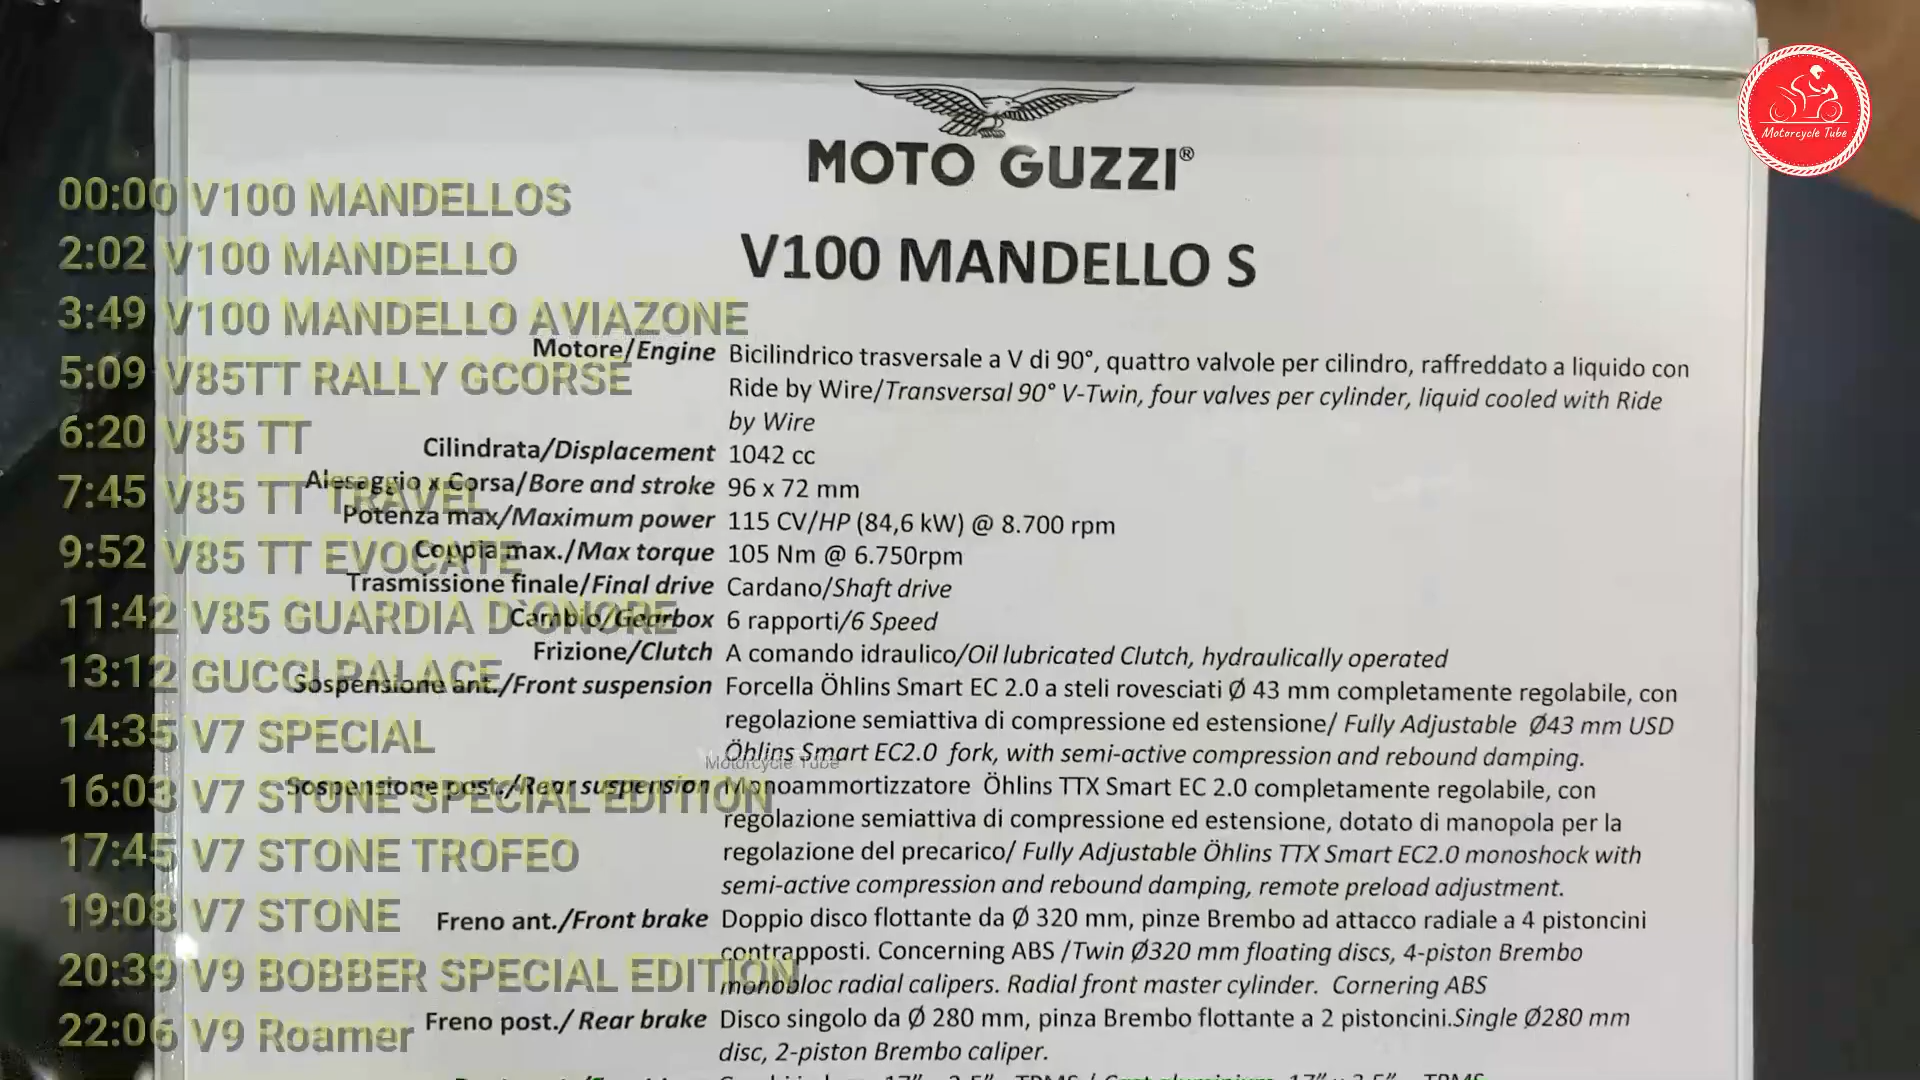 Motorcycle Tube
MOTO GUZZI®
V100 MANDELLO S
00:00 V100 MANDELLOS
2:02 V100 MANDELLO
3:49 V100 MANDELLO AVIAZONE
5:09 V85TT RALLY GCORSE
6:20 V85 TT
7:45 V85 TT TRAVEL
9:52 V85 TT EVOCATE
11:42 V85 GUARDIA D`ONORE
13:12 GUCCI PALACE
14:35 V7 SPECIAL
16:03 V7 STONE SPECIAL EDITION
17:45 V7 STONE TROFEO
19:08 V7 STONE
20:39 V9 BOBBER SPECIAL EDITION
22:06 V9 Roamer
Motore/Engine Bicilindrico trasversale a V di 90°, quattro valvole per cilindro, raffreddato a liquido con
Ride by Wire/Transversal 90° V-Twin, four valves per cylinder, liquid cooled with Ride
by Wire
Cilindrata/Displacement 1042 cc
Alesaggio x Corsa/Bore and stroke 96 x 72 mm
Potenza max/Maximum power 115 CV/HP (84,6 kW) @ 8.700 rpm
Coppia max./Max torque 105 Nm @ 6.750rpm
Trasmissione finale/Final drive Cardano/Shaft drive
Cambio/Gearbox 6 rapporti/6 Speed
Frizione/Clutch A comando idraulico/Oil lubricated Clutch, hydraulically operated
Sospensione ant./Front suspension Forcella Öhlins Smart EC 2.0 a steli rovesciati Ø 43 mm completamente regolabile, con
regolazione semiattiva di compressione ed estensione/ Fully Adjustable Ø43 mm USD
Öhlins Smart EC2.0 fork, with semi-active compression and rebound damping.
Motorcycle Tube
Sospensione post./Rear suspension Monoammortizzatore Öhlins TTX Smart EC 2.0 completamente regolabile, con
regolazione semiattiva di compressione ed estensione, dotato di manopola per la
regolazione del precarico/ Fully Adjustable Öhlins TTX Smart EC2.0 monoshock with
semi-active compression and rebound damping, remote preload adjustment.
Freno ant./Front brake Doppio disco flottante da Ø 320 mm, pinze Brembo ad attacco radiale a 4 pistoncini
contrapposti. Concerning ABS /Twin Ø320 mm floating discs, 4-piston Brembo
monobloc radial calipers. Radial front master cylinder. Cornering ABS
Freno post./ Rear brake Disco singolo da Ø 280 mm, pinza Brembo flottante a 2 pistoncini.Single Ø280 mm
disc, 2-piston Brembo caliper.